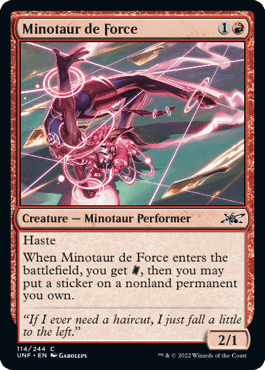 Minotaur de Force 1
Creature — Minotaur Performer
Haste
When Minotaur de Force enters the
battlefield, you get , then you may
put a sticker on a nonland permanent
you own.
"If I ever need a haircut, I just fall a little
to the left."
2/1
114/244 C
UNF • EN GABOLEPS
™ & © 2022 Wizards of the Coast